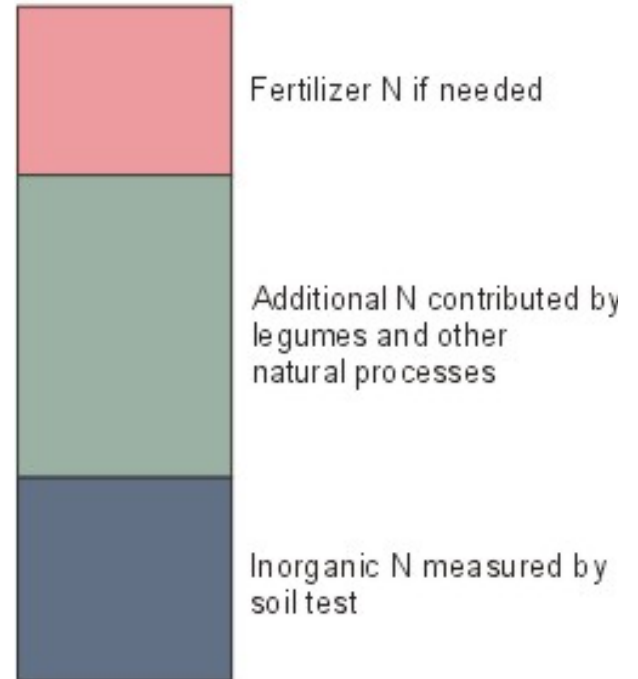 Fertilizer N if needed
Additional N contributed by
legumes and other
natural processes
Inorganic N measured by
soil test